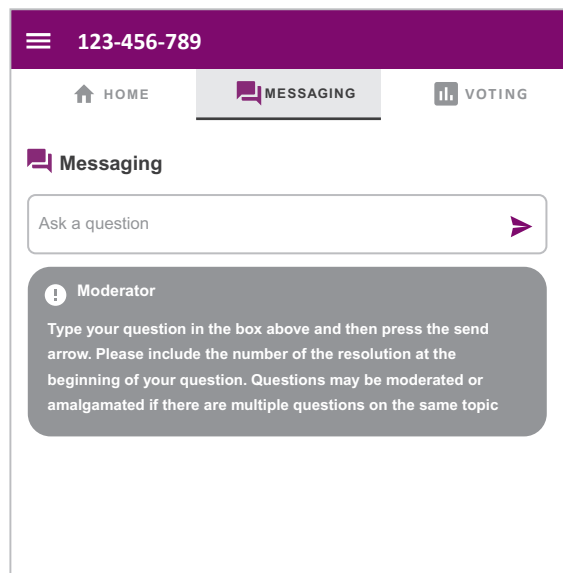 123-456-789
HOME
MESSAGING
VOTING
Messaging
Ask a question
Moderator
Type your question in the box above and then press the send
arrow. Please include the number of the resolution at the
beginning of your question. Questions may be moderated or
amalgamated if there are multiple questions on the same topic